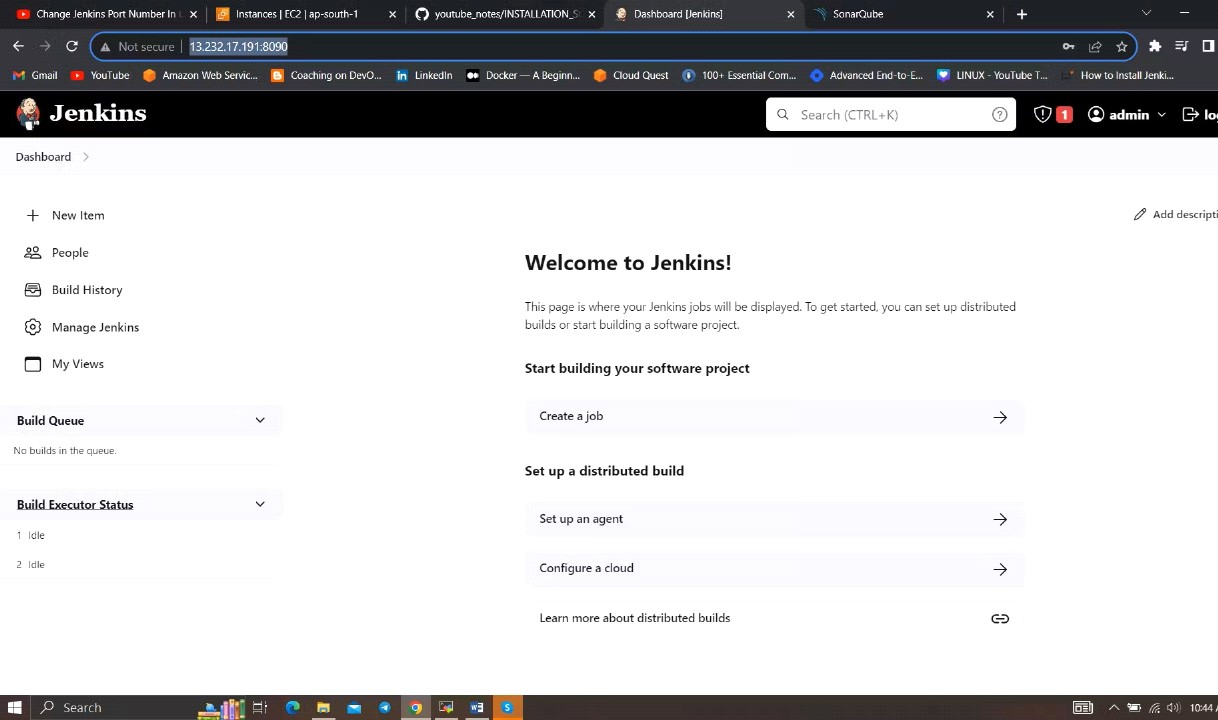 Change Jenkins Port Number In L
Instances | EC2 | ap-south-1
youtube_notes/INSTALLATION_S
Dashboard [Jenkins]
SonarQube
Not secure
13.232.17.191:8090
Gmail
YouTube
Amazon Web Servic...
Coaching on DevO...
LinkedIn
Docker — A Beginn...
Cloud Quest
100+ Essential Com...
Advanced End-to-E...
LINUX - YouTube T...
How to Install Jenki...
Jenkins
Search (CTRL+K)
1
admin
lo
Dashboard
New Item
People
Build History
Manage Jenkins
My Views
Build Queue
No builds in the queue.
Build Executor Status
1 Idle
2 Idle
Add descripti
Welcome to Jenkins!
This page is where your Jenkins jobs will be displayed. To get started, you can set up distributed
builds or start building a software project.
Start building your software project
Create a job
Set up a distributed build
Set up an agent
Configure a cloud
Learn more about distributed builds
Search
10:44